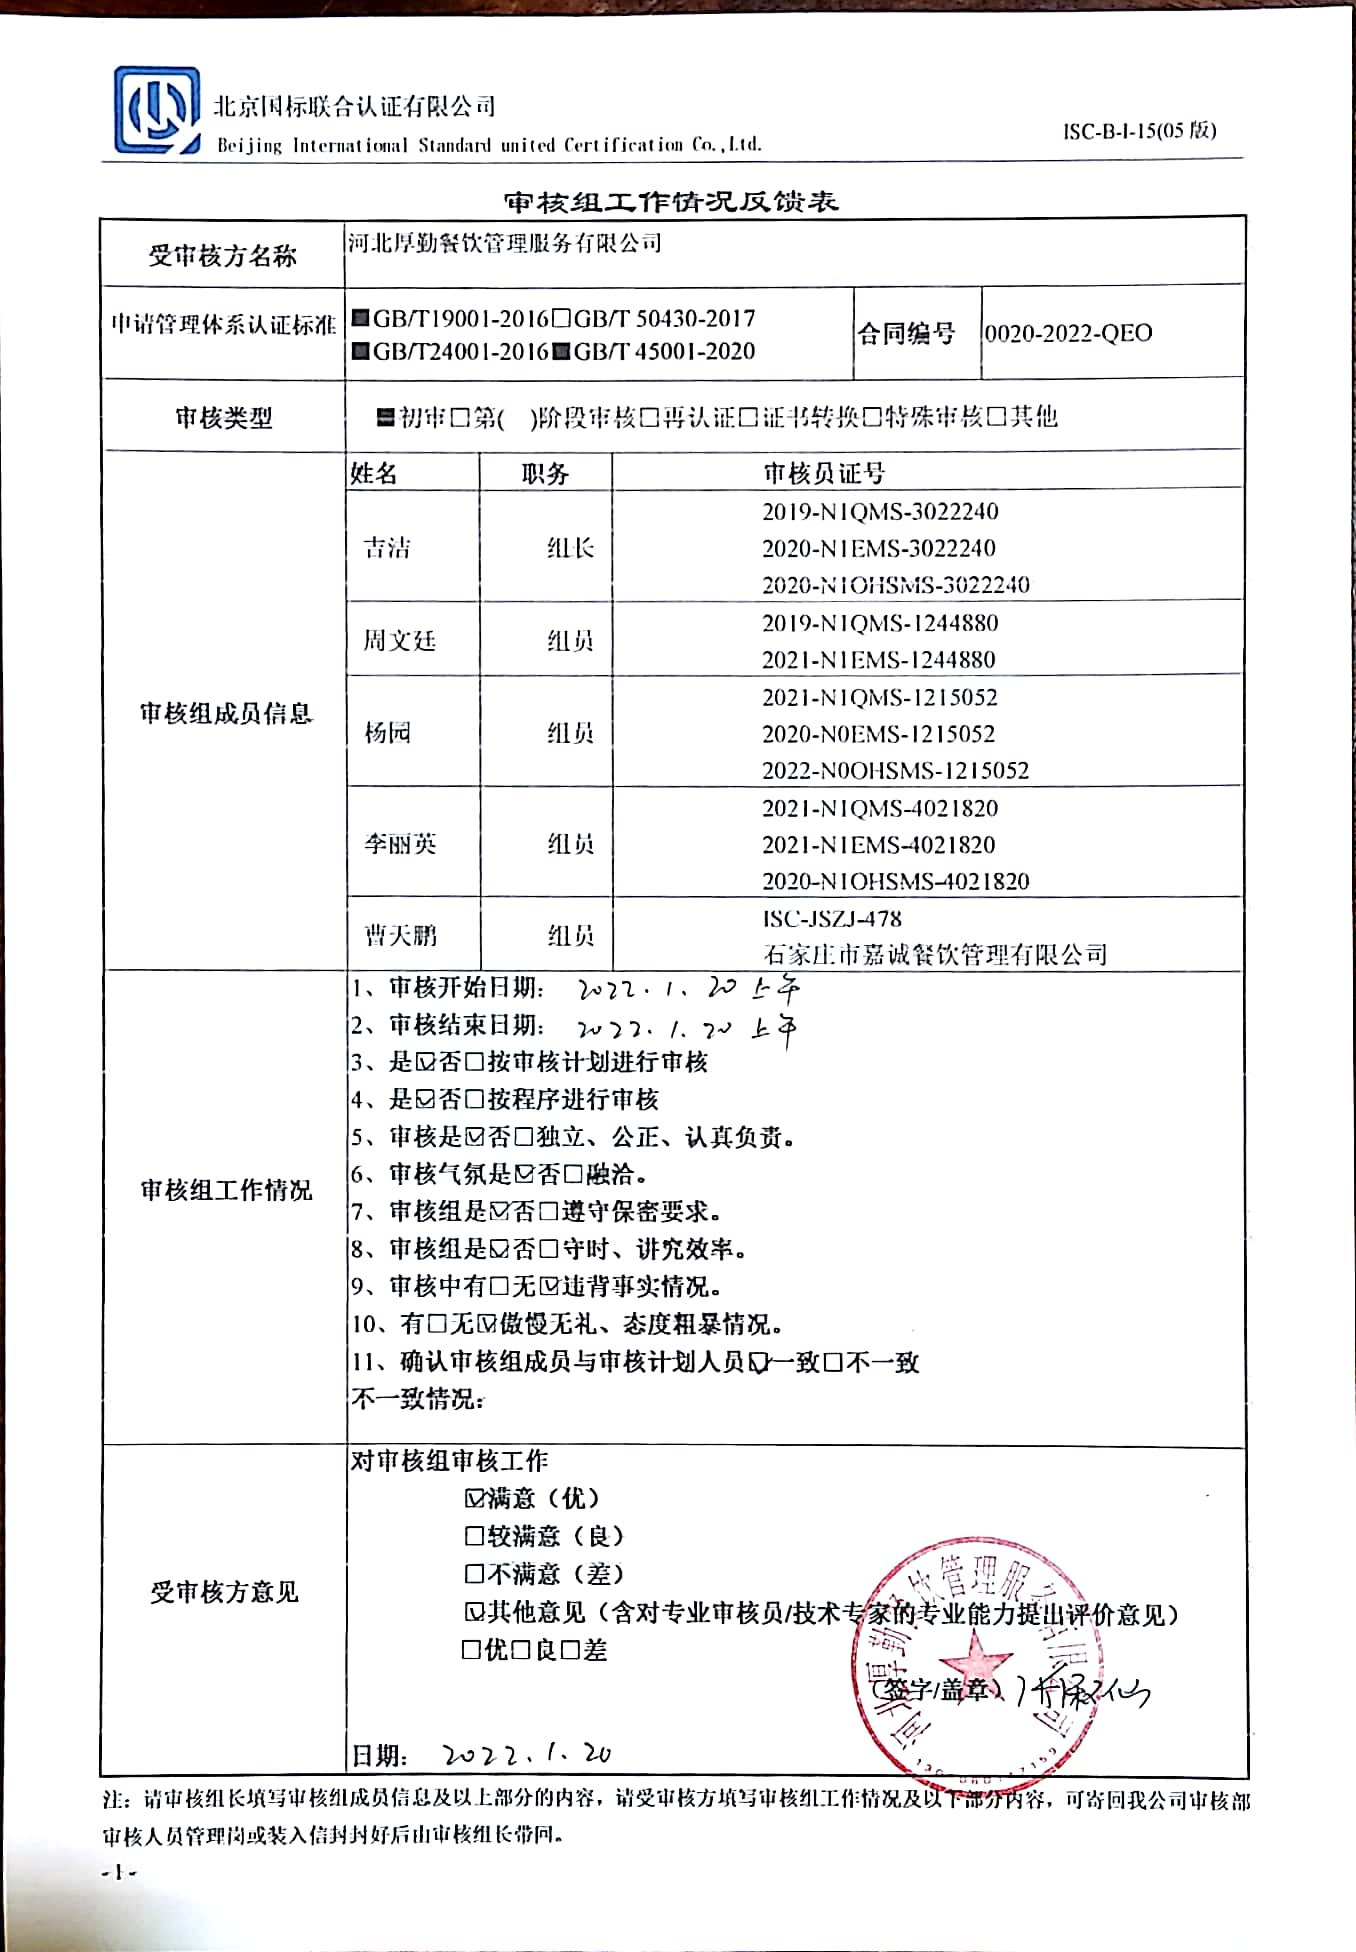 北京国标联合认证有限公司
Beijing International Standard united Certification Co.,Ltd.
ISC-B-I-15(05 版)
审核组工作情况反馈表
受审核方名称 河北厚勤餐饮管理服务有限公司
申请管理体系认证标准 ■GB/T19001-2016□GB/T 50430-2017
■GB/T24001-2016■GB/T 45001-2020
合同编号 0020-2022-QEO
审核类型 ■初审□第( )阶段审核□再认证□证书转换□特殊审核□其他
审核组成员信息
姓名 职务 审核员证号
吉洁 组长 2019-N1QMS-3022240
2020-N1EMS-3022240
2020-N1OHSMS-3022240
周文廷 组员 2019-N1QMS-1244880
2021-N1EMS-1244880
杨园 组员 2021-N1QMS-1215052
2020-N0EMS-1215052
2022-N0OHSMS-1215052
李丽英 组员 2021-N1QMS-4021820
2021-N1EMS-4021820
2020-N1OHSMS-4021820
曹天鹏 组员 ISC-JSZJ-478
石家庄市嘉诚餐饮管理有限公司
审核组工作情况
1、审核开始日期： 2022.1.20 上午
2、审核结束日期： 2022.1.20 上午
3、是☑否□按审核计划进行审核
4、是☑否□按程序进行审核
5、审核是☑否□独立、公正、认真负责。
6、审核气氛是☑否□融洽。
7、审核组是☑否□遵守保密要求。
8、审核组是☑否□守时、讲究效率。
9、审核中有□无☑违背事实情况。
10、有□无☑傲慢无礼、态度粗暴情况。
11、确认审核组成员与审核计划人员☑一致□不一致
不一致情况：
受审核方意见
对审核组审核工作
☑满意（优）
□较满意（良）
□不满意（差）
☑其他意见（含对专业审核员/技术专家的专业能力提出评价意见）
□优□良□差
（签字/盖章）
日期： 2022.1.20
河北厚勤餐饮管理服务有限公司
注：请审核组长填写审核组成员信息及以上部分的内容，请受审核方填写审核组工作情况及以下部分内容，可寄回我公司审核部
审核人员管理岗或装入信封封好后由审核组长带回。
-1-